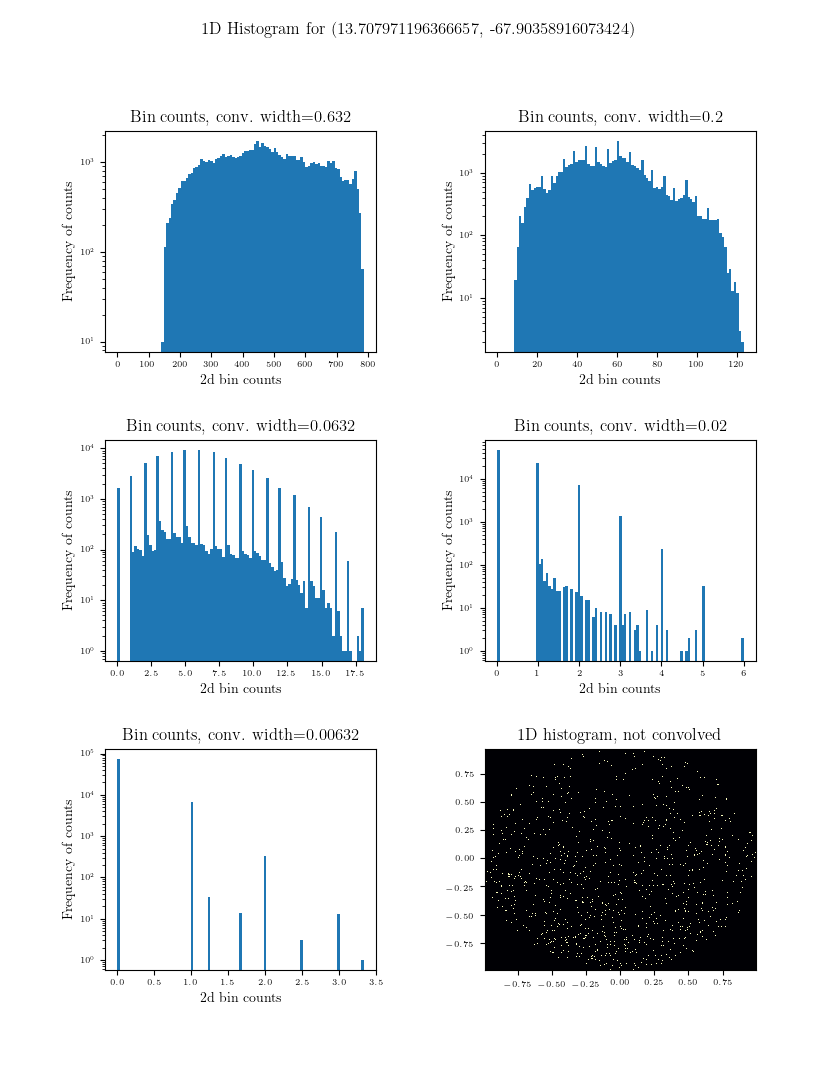 1D Histogram for (13.707971196366657, -67.90358916073424)
Bin counts, conv. width=0.632
Frequency of counts
10³
10²
10¹
0 100 200 300 400 500 600 700 800
2d bin counts
Bin counts, conv. width=0.2
Frequency of counts
10³
10²
10¹
0 20 40 60 80 100 120
2d bin counts
Bin counts, conv. width=0.0632
Frequency of counts
10⁴
10³
10²
10¹
10⁰
0.0 2.5 5.0 7.5 10.0 12.5 15.0 17.5
2d bin counts
Bin counts, conv. width=0.02
Frequency of counts
10⁴
10³
10²
10¹
10⁰
0 1 2 3 4 5 6
2d bin counts
Bin counts, conv. width=0.00632
Frequency of counts
10⁵
10⁴
10³
10²
10¹
10⁰
0.0 0.5 1.0 1.5 2.0 2.5 3.0 3.5
2d bin counts
1D histogram, not convolved
0.75
0.50
0.25
0.00
−0.25
−0.50
−0.75
−0.75 −0.50 −0.25 0.00 0.25 0.50 0.75